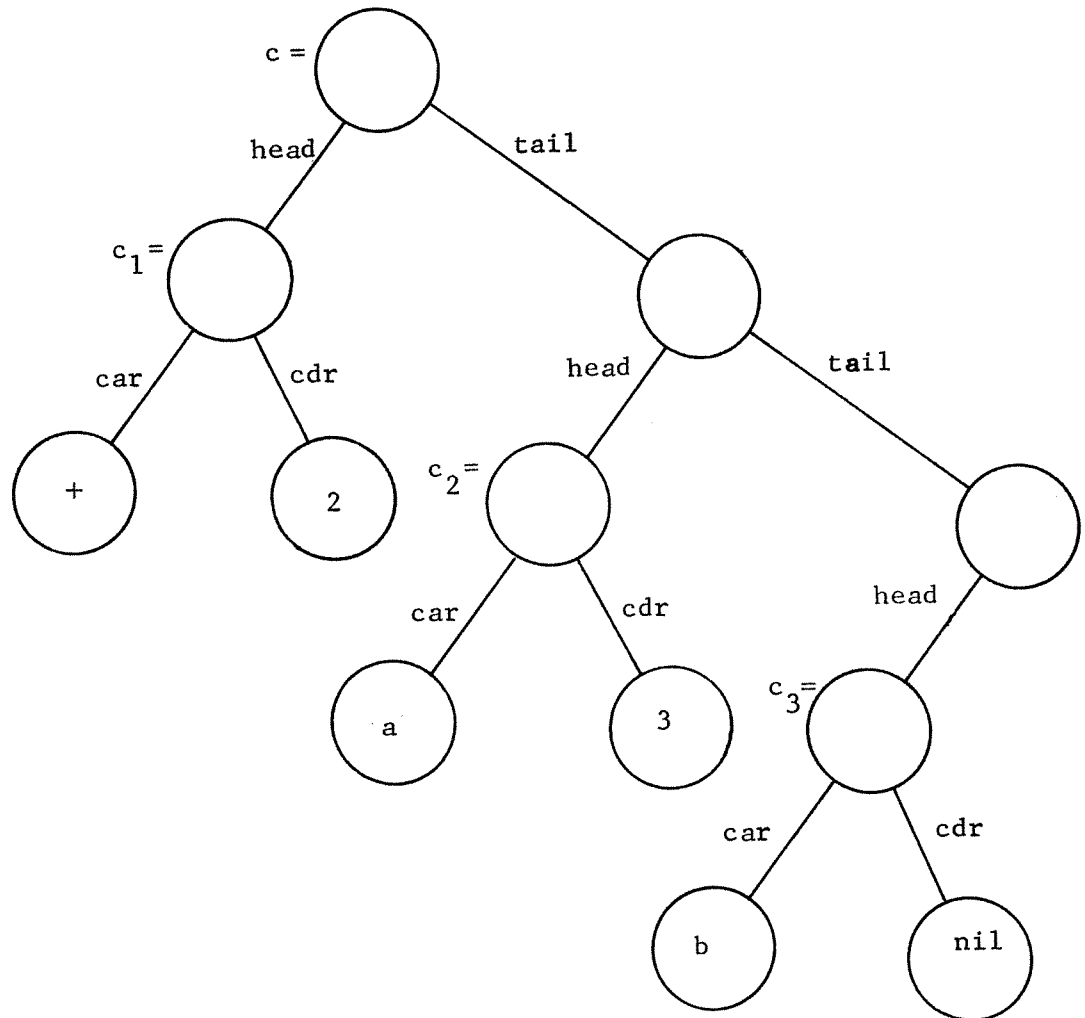 c =
head
tail
c1=
head
tail
car
cdr
+
2
c2=
head
car
cdr
c3=
a
3
car
cdr
b
nil